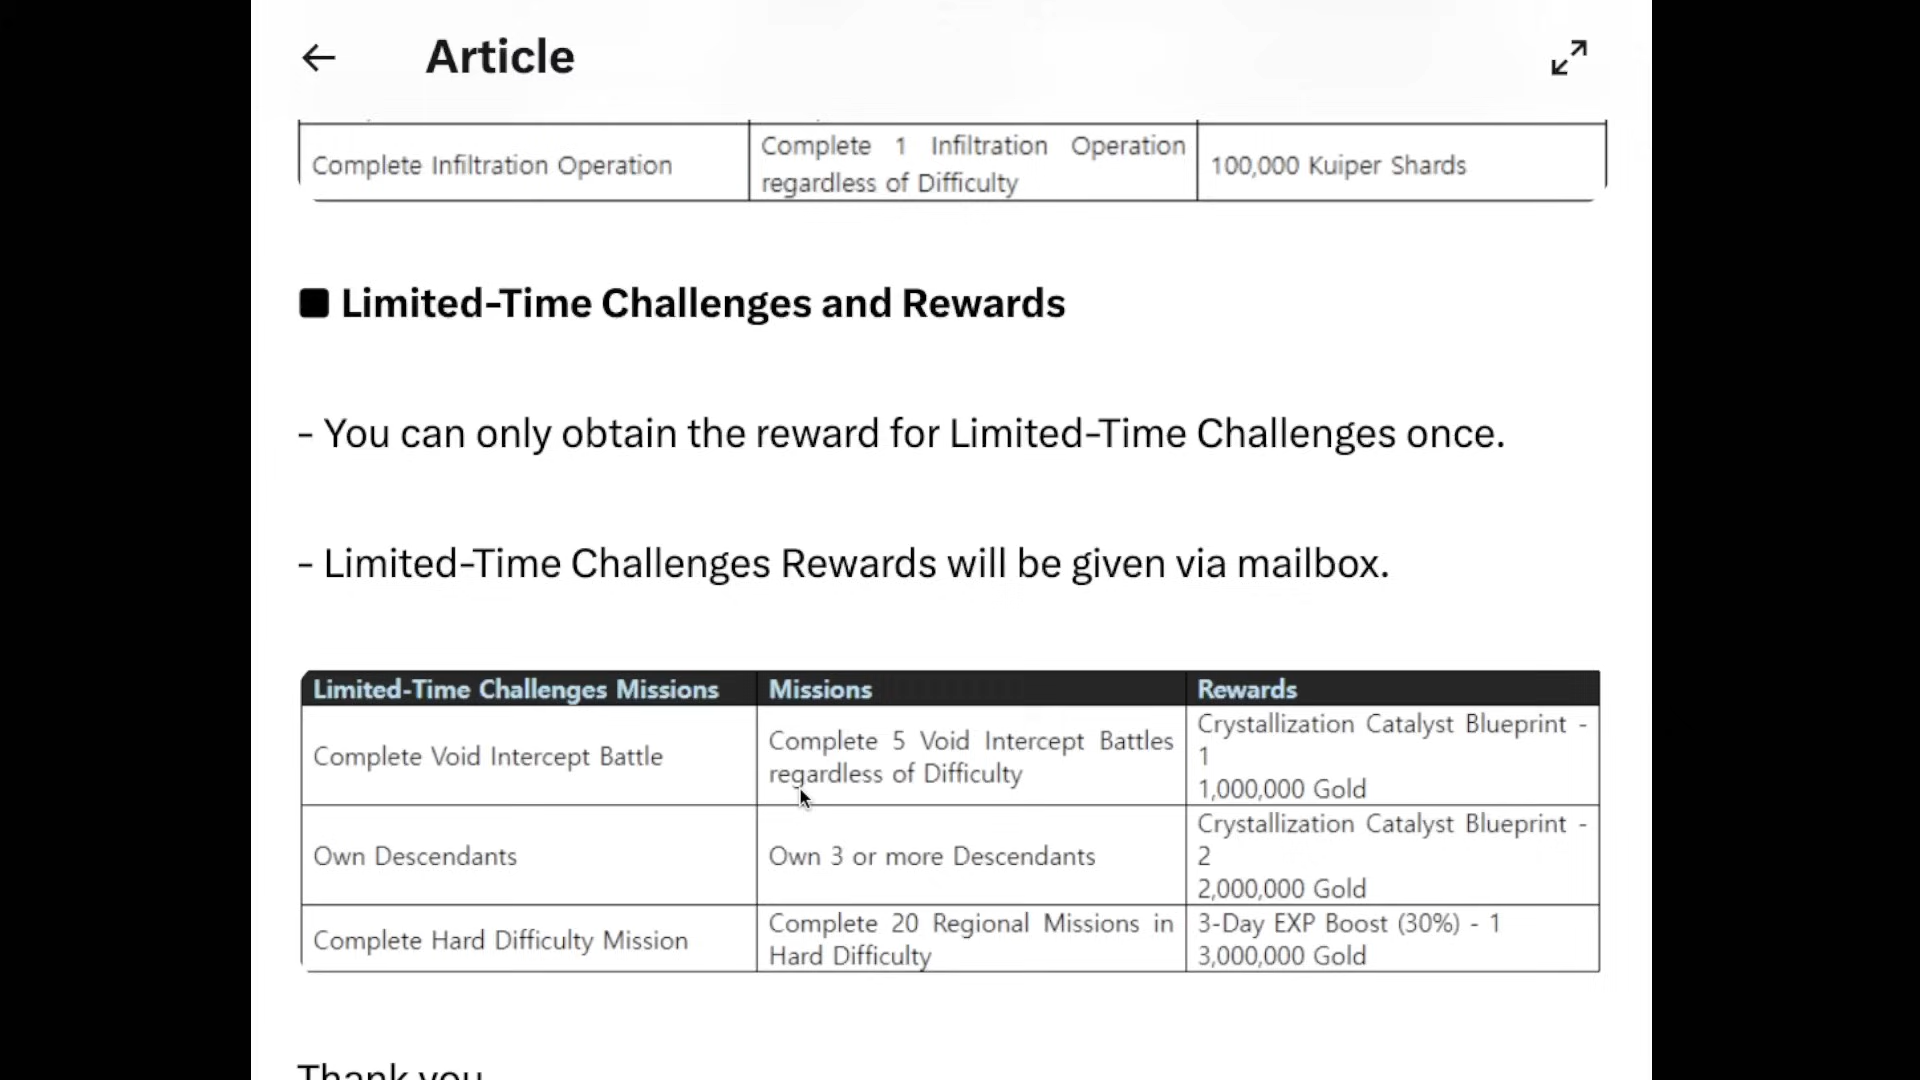 Article
Complete Infiltration Operation
Complete 1 Infiltration Operation
regardless of Difficulty
100,000 Kuiper Shards
■ Limited-Time Challenges and Rewards
- You can only obtain the reward for Limited-Time Challenges once.
- Limited-Time Challenges Rewards will be given via mailbox.
Limited-Time Challenges Missions
Missions
Rewards
Complete Void Intercept Battle
Complete 5 Void Intercept Battles
regardless of Difficulty
Crystallization Catalyst Blueprint -
1
1,000,000 Gold
Own Descendants
Own 3 or more Descendants
Crystallization Catalyst Blueprint -
2
2,000,000 Gold
Complete Hard Difficulty Mission
Complete 20 Regional Missions in
Hard Difficulty
3-Day EXP Boost (30%) - 1
3,000,000 Gold
Thank you